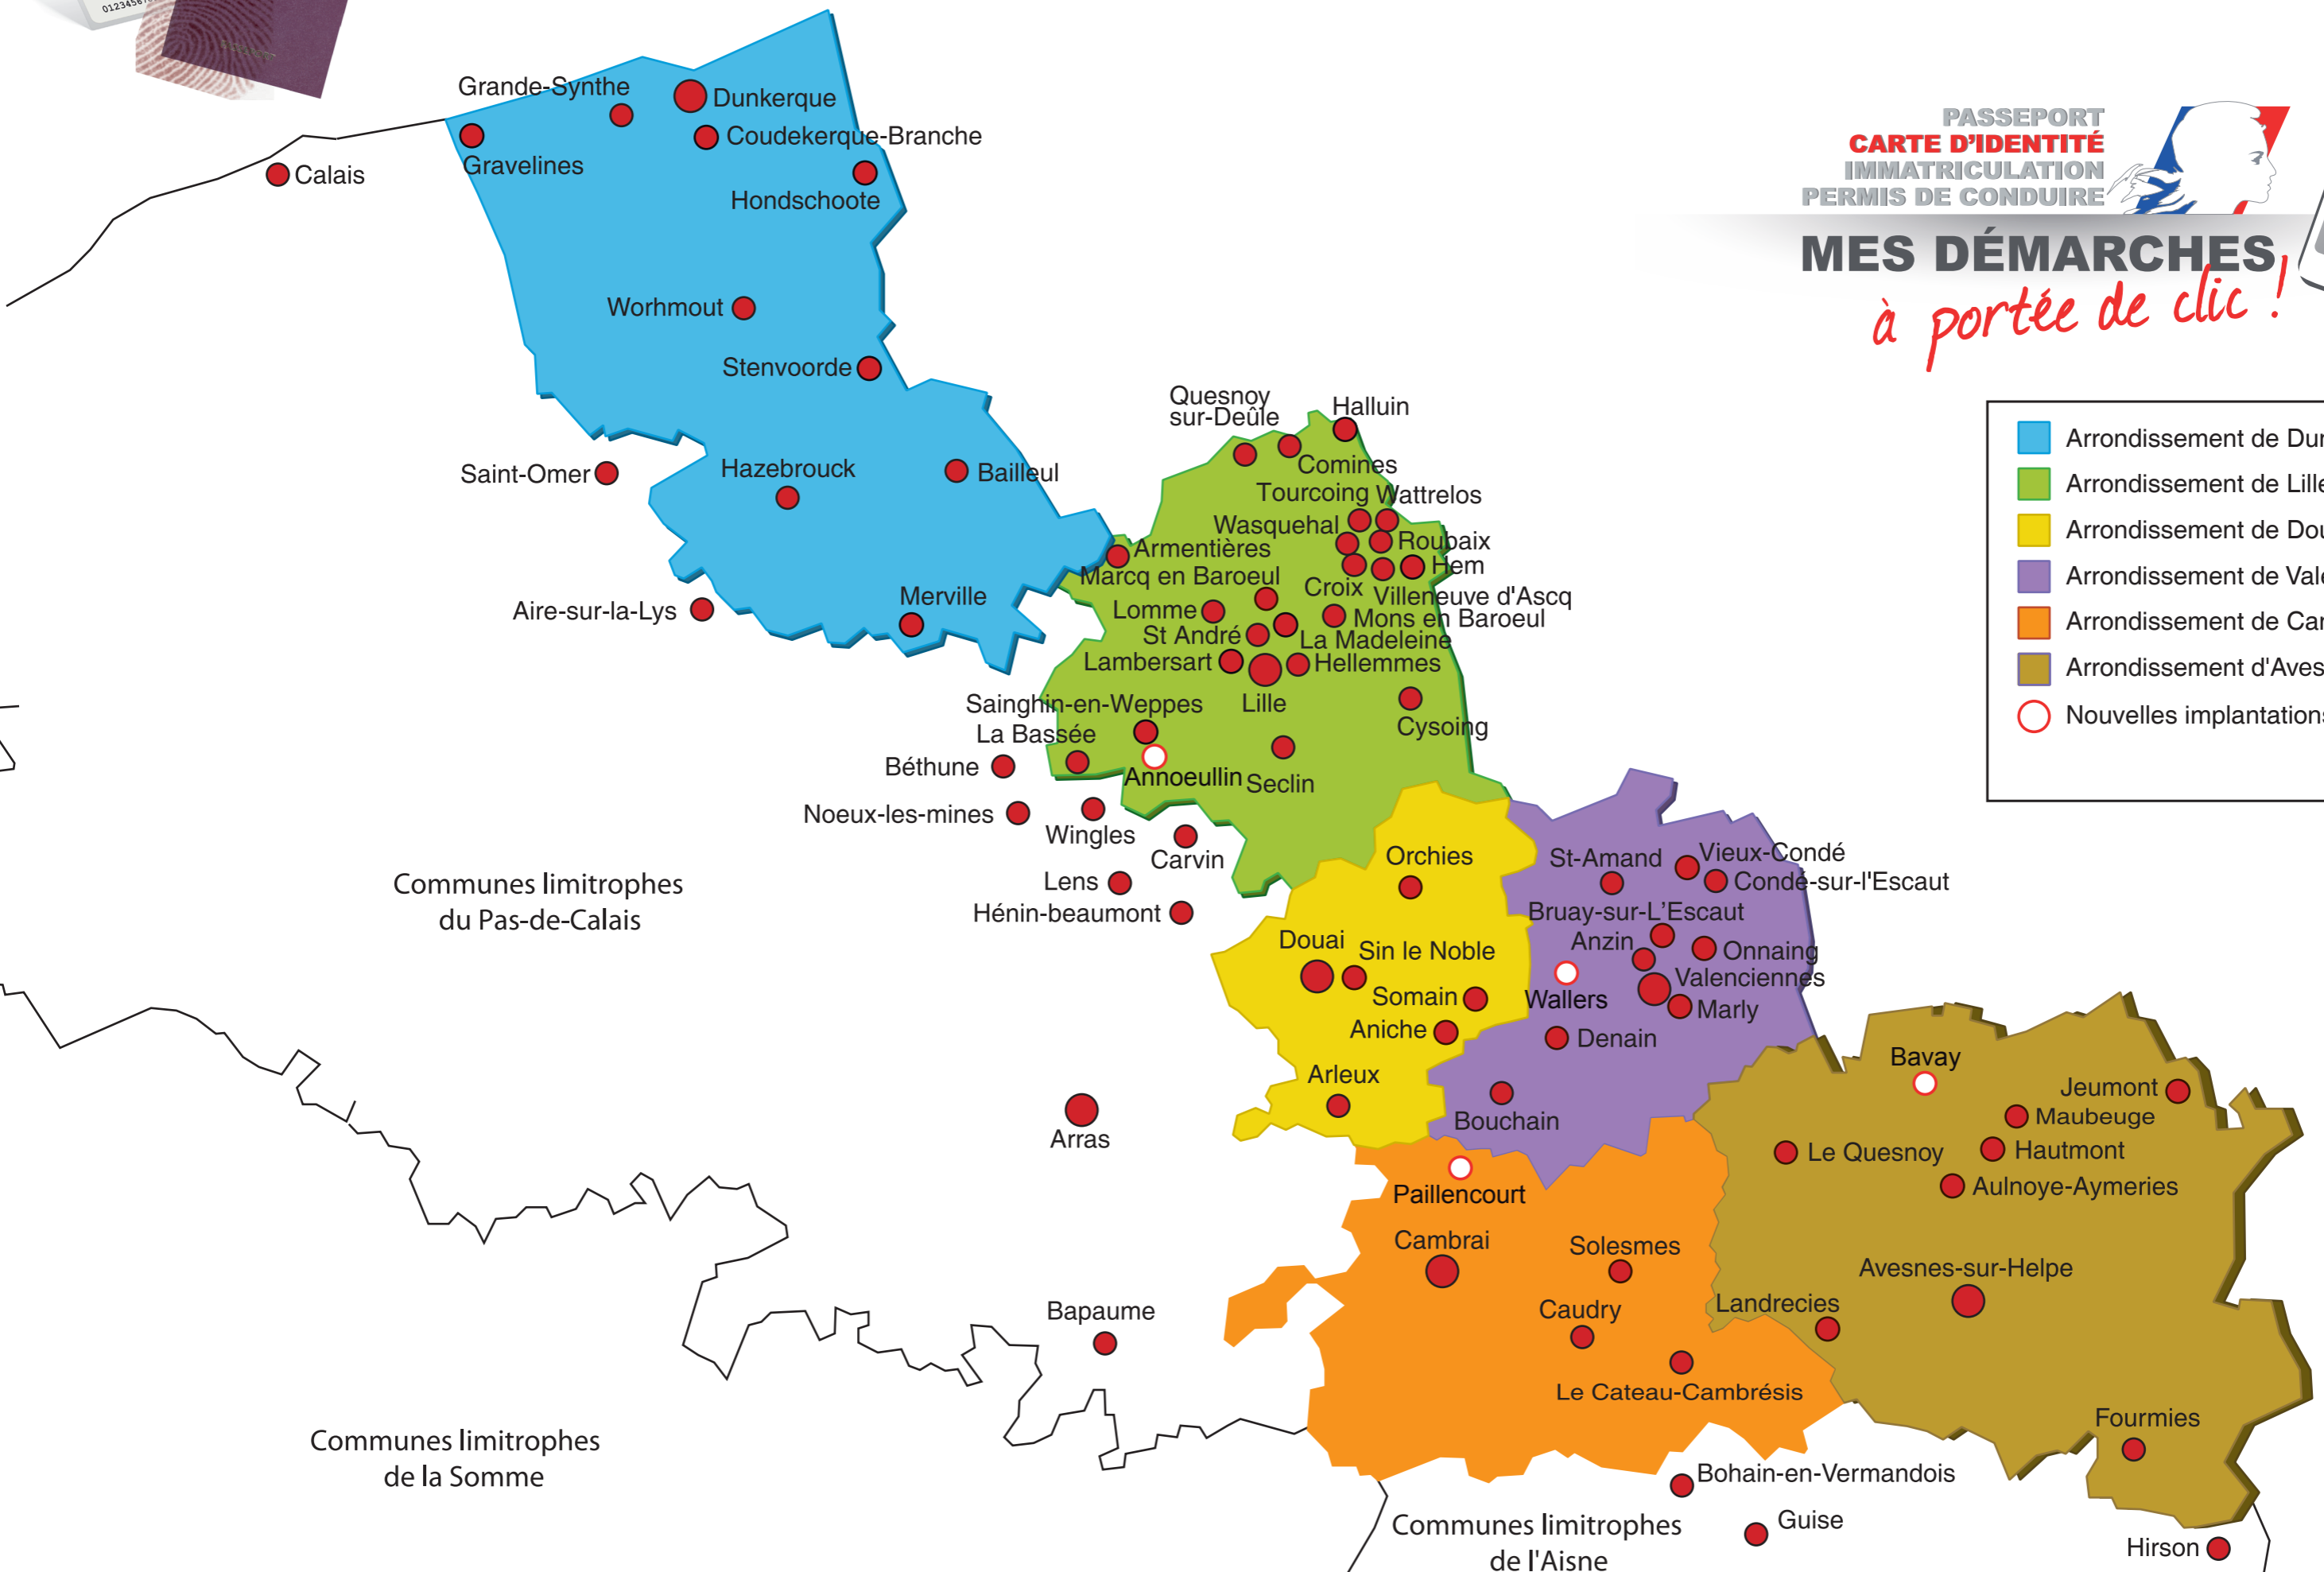 Grande-Synthe
Dunkerque
Coudekerque-Branche
Gravelines
Calais
Hondschoote
PASSEPORT
CARTE D'IDENTITÉ
IMMATRICULATION
PERMIS DE CONDUIRE
MES DÉMARCHES
à portée de clic !
Worhmout
Stenvoorde
Quesnoy
sur-Deûle
Halluin
Comines
Saint-Omer
Hazebrouck
Bailleul
Tourcoing
Wattrelos
Wasquehal
Roubaix
Armentières
Hem
Marcq en Baroeul
Croix
Villeneuve d'Ascq
Aire-sur-la-Lys
Merville
Lomme
Mons en Baroeul
St André
La Madeleine
Lambersart
Hellemmes
Sainghin-en-Weppes
Lille
Cysoing
La Bassée
Béthune
Annoeullin
Seclin
Noeux-les-mines
Wingles
Carvin
Lens
Hénin-beaumont
Arrondissement de Dun
Arrondissement de Lille
Arrondissement de Dou
Arrondissement de Vale
Arrondissement de Cam
Arrondissement d'Aves
Nouvelles implantations
Communes limitrophes
du Pas-de-Calais
Orchies
St-Amand
Vieux-Condé
Condé-sur-l'Escaut
Bruay-sur-L'Escaut
Douai
Sin le Noble
Anzin
Onnaing
Valenciennes
Somain
Wallers
Marly
Aniche
Denain
Arleux
Bouchain
Bavay
Jeumont
Maubeuge
Arras
Le Quesnoy
Hautmont
Aulnoye-Aymeries
Paillencourt
Cambrai
Solesmes
Avesnes-sur-Helpe
Bapaume
Caudry
Landrecies
Le Cateau-Cambrésis
Fourmies
Communes limitrophes
de la Somme
Bohain-en-Vermandois
Communes limitrophes
de l'Aisne
Guise
Hirson